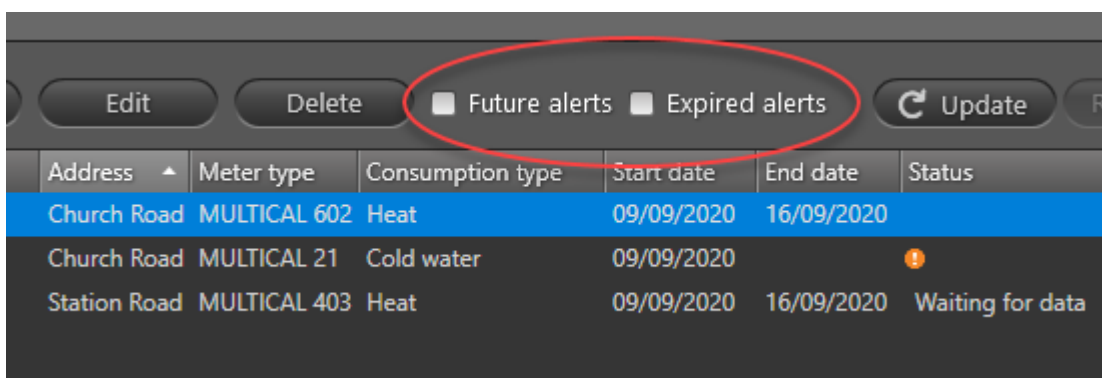 Edit Delete Future alerts Expired alerts Update R
Address Meter type Consumption type Start date End date Status
Church Road MULTICAL 602 Heat 09/09/2020 16/09/2020
Church Road MULTICAL 21 Cold water 09/09/2020
Station Road MULTICAL 403 Heat 09/09/2020 16/09/2020 Waiting for data